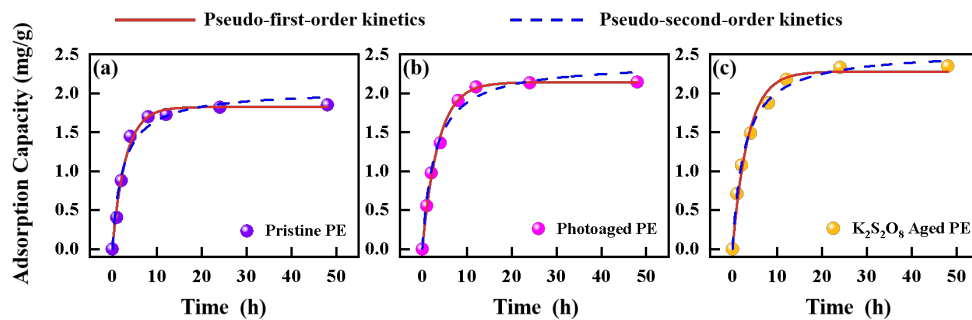 Pseudo-first-order kinetics
Pseudo-second-order kinetics
Adsorption Capacity (mg/g)
(a)
2.5
2.0
1.5
1.0
0.5
0.0
Pristine PE
0 10 20 30 40 50
Time (h)
(b)
2.5
2.0
1.5
1.0
0.5
0.0
Photoaged PE
0 10 20 30 40 50
Time (h)
(c)
2.5
2.0
1.5
1.0
0.5
0.0
K₂S₂O₈ Aged PE
0 10 20 30 40 50
Time (h)